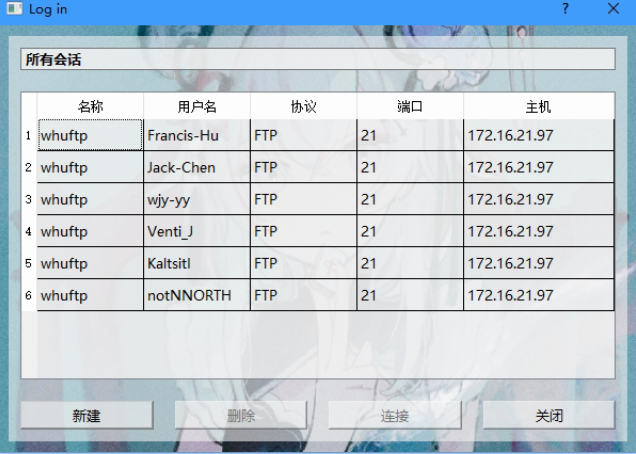 Log in ?
所有会话
名称 用户名 协议 端口 主机
1 whuftp Francis-Hu FTP 21 172.16.21.97
2 whuftp Jack-Chen FTP 21 172.16.21.97
3 whuftp wjy-yy FTP 21 172.16.21.97
4 whuftp Venti_J FTP 21 172.16.21.97
5 whuftp Kaltsitl FTP 21 172.16.21.97
6 whuftp notNNORTH FTP 21 172.16.21.97
新建 删除 连接 关闭